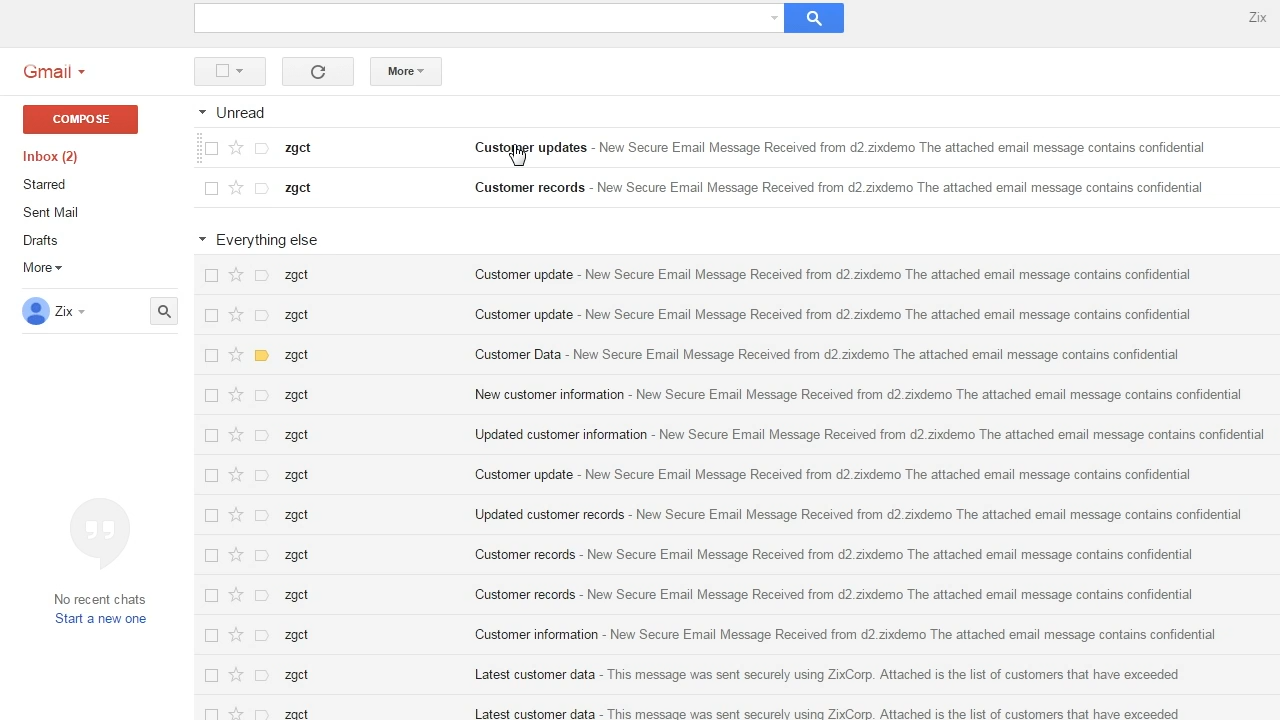 Zix
Gmail
More
COMPOSE
Inbox (2)
Starred
Sent Mail
Drafts
More
Zix
No recent chats
Start a new one
Unread
zgct Customer updates - New Secure Email Message Received from d2.zixdemo The attached email message contains confidential
zgct Customer records - New Secure Email Message Received from d2.zixdemo The attached email message contains confidential
Everything else
zgct Customer update - New Secure Email Message Received from d2.zixdemo The attached email message contains confidential
zgct Customer update - New Secure Email Message Received from d2.zixdemo The attached email message contains confidential
zgct Customer Data - New Secure Email Message Received from d2.zixdemo The attached email message contains confidential
zgct New customer information - New Secure Email Message Received from d2.zixdemo The attached email message contains confidential
zgct Updated customer information - New Secure Email Message Received from d2.zixdemo The attached email message contains confidential
zgct Customer update - New Secure Email Message Received from d2.zixdemo The attached email message contains confidential
zgct Updated customer records - New Secure Email Message Received from d2.zixdemo The attached email message contains confidential
zgct Customer records - New Secure Email Message Received from d2.zixdemo The attached email message contains confidential
zgct Customer records - New Secure Email Message Received from d2.zixdemo The attached email message contains confidential
zgct Customer information - New Secure Email Message Received from d2.zixdemo The attached email message contains confidential
zgct Latest customer data - This message was sent securely using ZixCorp. Attached is the list of customers that have exceeded
zgct Latest customer data - This message was sent securely using ZixCorp. Attached is the list of customers that have exceeded